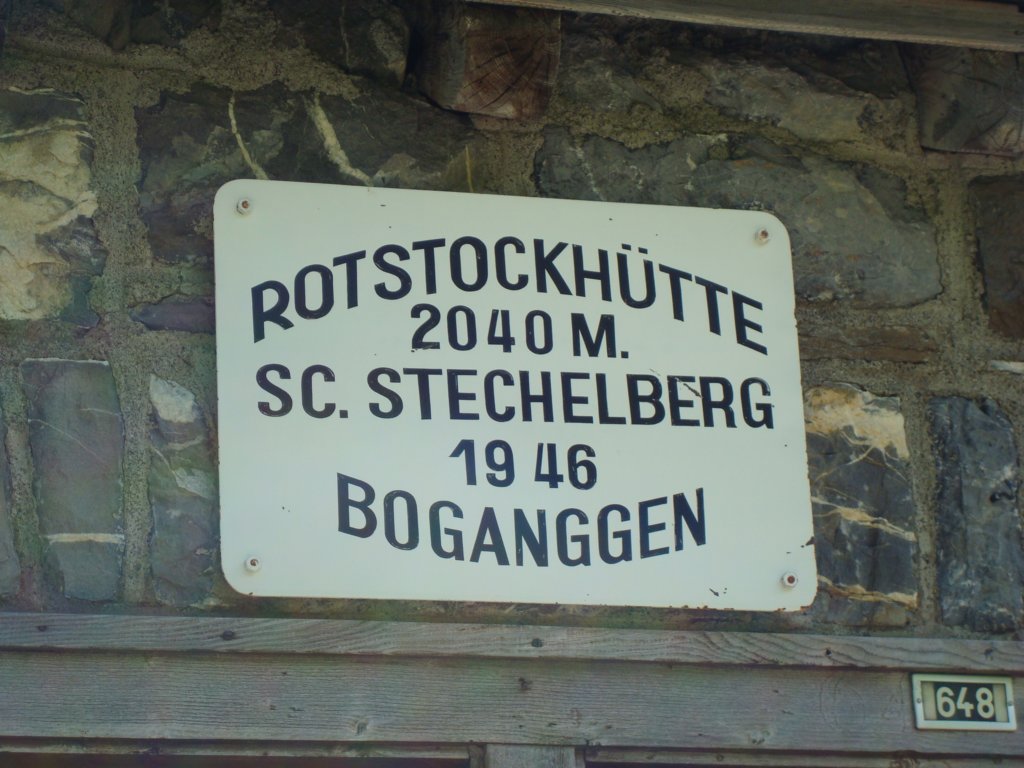 ROTSTOCKHÜTTE
2040 M.
SC. STECHELBERG
1946
BOGANGGEN
648